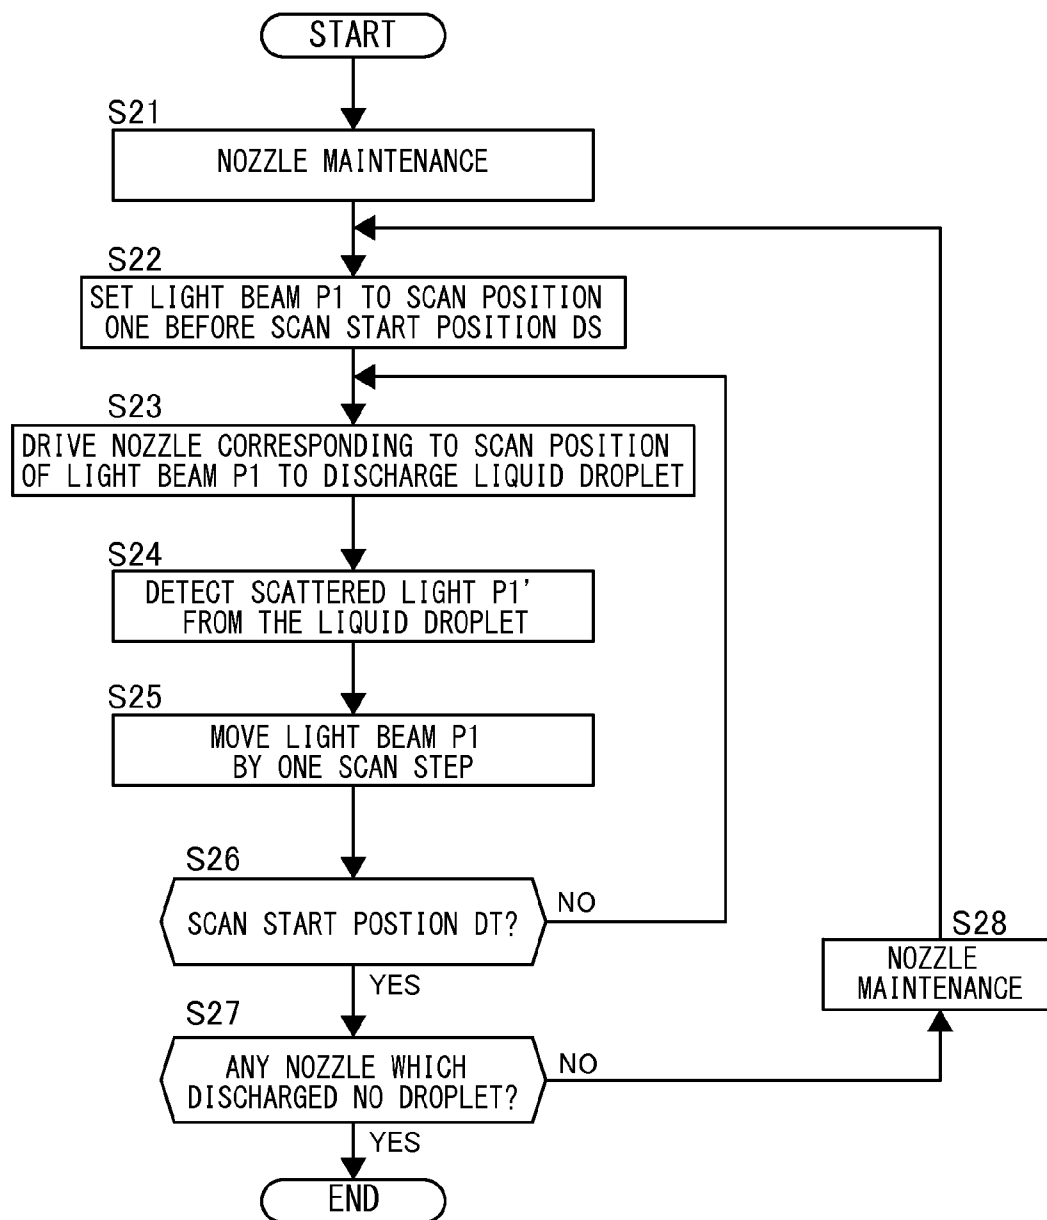 START
S21
NOZZLE MAINTENANCE
S22
SET LIGHT BEAM P1 TO SCAN POSITION
ONE BEFORE SCAN START POSITION DS
S23
DRIVE NOZZLE CORRESPONDING TO SCAN POSITION
OF LIGHT BEAM P1 TO DISCHARGE LIQUID DROPLET
S24
DETECT SCATTERED LIGHT P1'
FROM THE LIQUID DROPLET
S25
MOVE LIGHT BEAM P1
BY ONE SCAN STEP
S26
SCAN START POSTION DT?
NO
YES
S28
NOZZLE
MAINTENANCE
S27
ANY NOZZLE WHICH
DISCHARGED NO DROPLET?
NO
YES
END